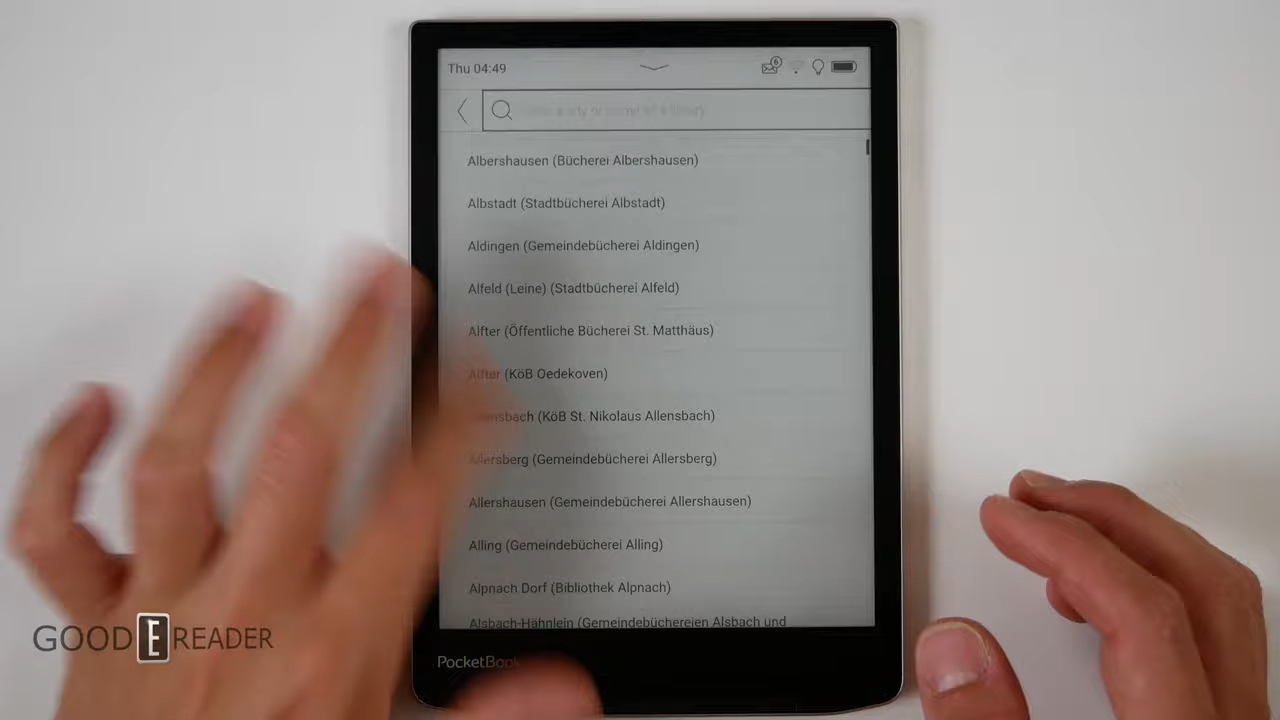 Thu 04:49
6
Albershausen (Bücherei Albershausen)
Albstadt (Stadtbücherei Albstadt)
Aldingen (Gemeindebücherei Aldingen)
Alfeld (Leine) (Stadtbücherei Alfeld)
Alfter (Öffentliche Bücherei St. Matthäus)
Alfter (KöB Oedekoven)
Allensbach (KöB St. Nikolaus Allensbach)
Allersberg (Gemeindebücherei Allersberg)
Allershausen (Gemeindebücherei Allershausen)
Alling (Gemeindebücherei Alling)
Alpnach Dorf (Bibliothek Alpnach)
Alsbach-Hähnlein (Gemeindebüchereien Alsbach und
GOOD E READER
PocketBook